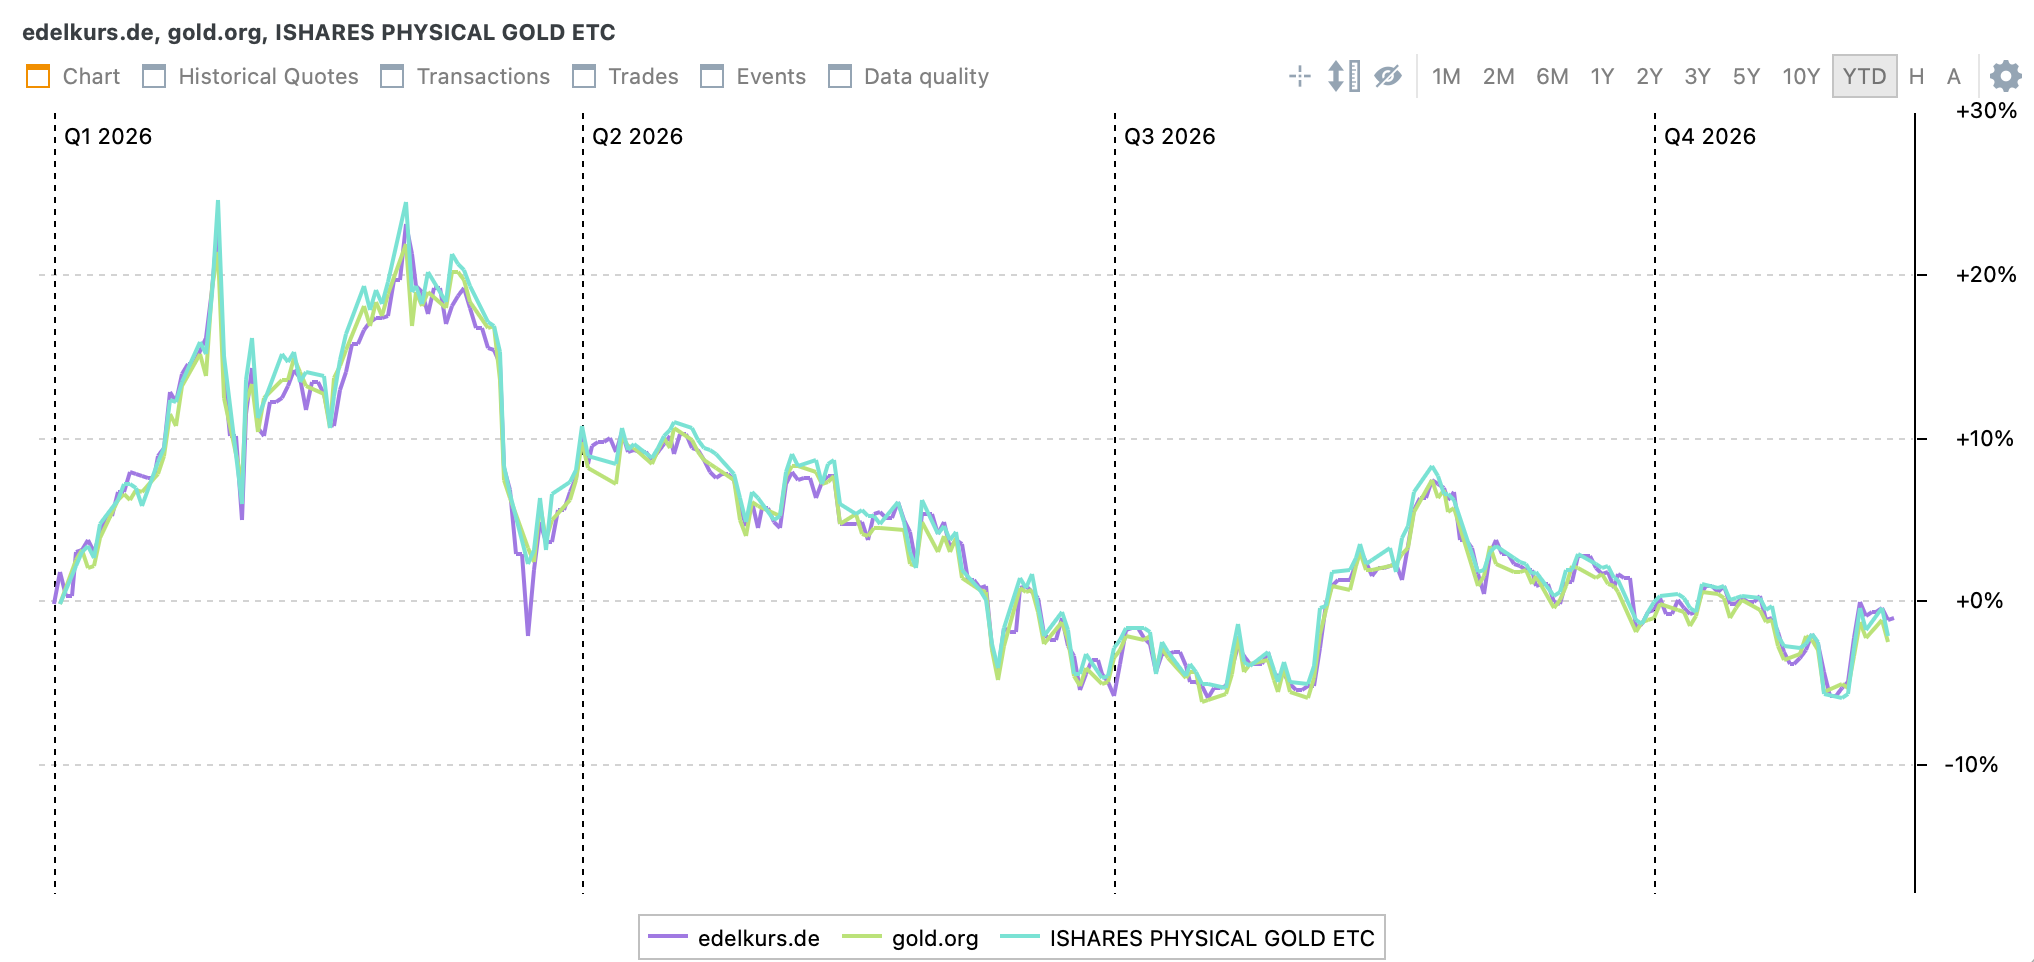 edelkurs.de, gold.org, ISHARES PHYSICAL GOLD ETC
Chart Historical Quotes Transactions Trades Events Data quality 1M 2M 6M 1Y 2Y 3Y 5Y 10Y YTD H A
+30%
Q1 2026 Q2 2026 Q3 2026 Q4 2026
+20%
+10%
+0%
-10%
edelkurs.de gold.org ISHARES PHYSICAL GOLD ETC